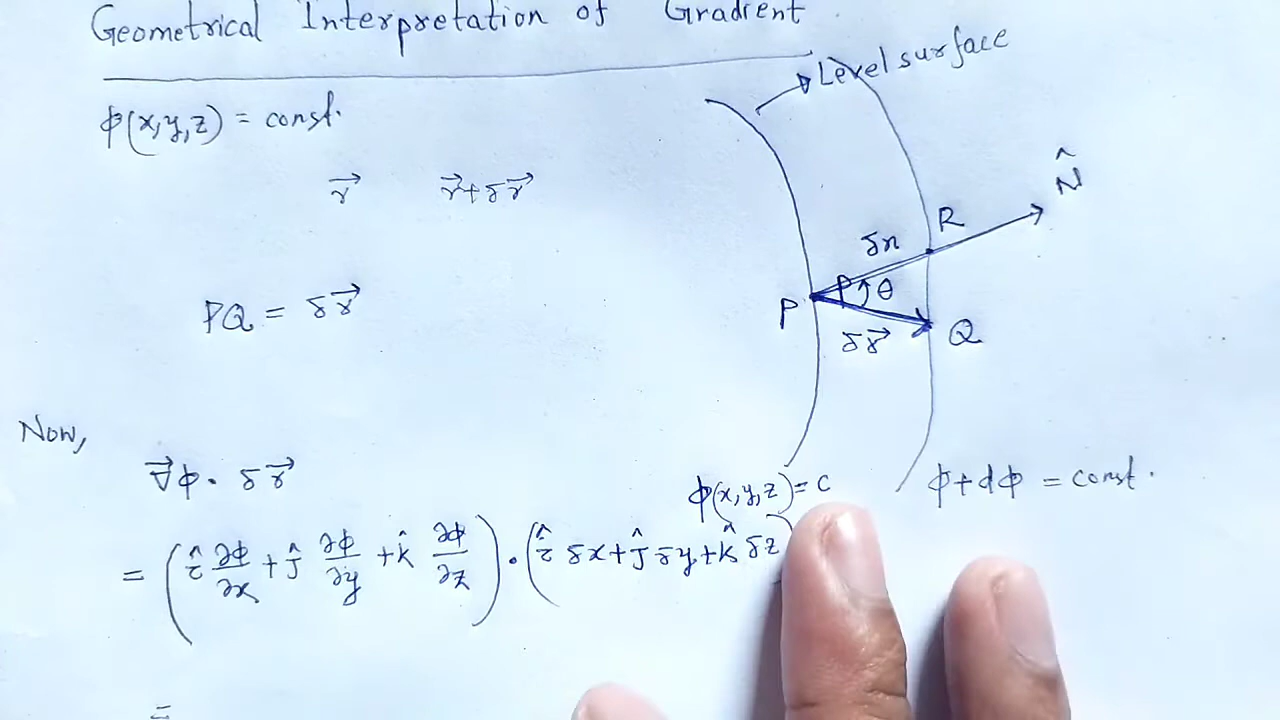 Geometrical Interpretation of Gradient
Level surface
ϕ(x,y,z) = const.
r⃗ r⃗+δr⃗
N̂
R
δn
θ
P
Q
δr⃗
PQ = δr⃗
Now,
∇⃗ϕ · δr⃗
ϕ(x,y,z) = c
ϕ+dϕ = const.
= (î ∂ϕ/∂x + ĵ ∂ϕ/∂y + k̂ ∂ϕ/∂z) · (î δx + ĵ δy + k̂ δz)
=